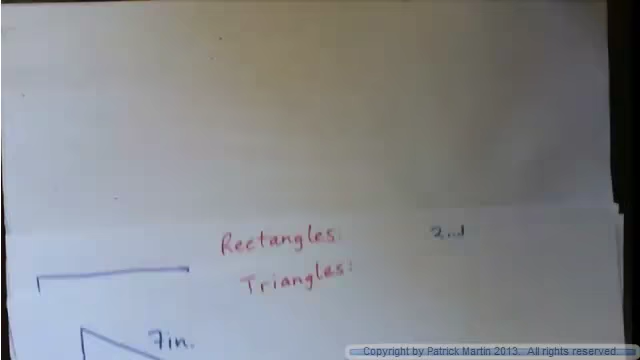 Rectangles:
2nd
Triangles:
7in.
Copyright by Patrick Martin 2013. All rights reserved